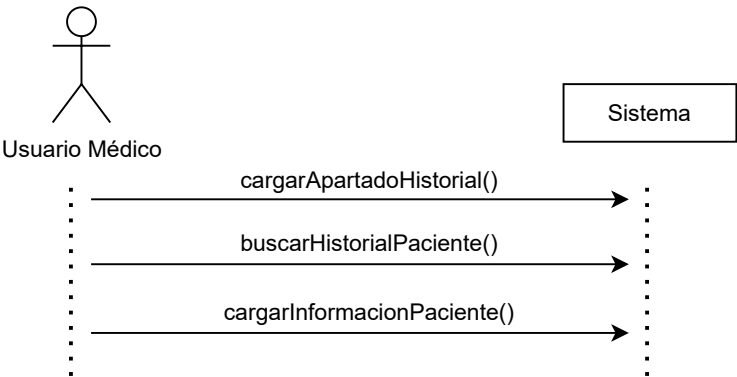 Usuario Médico
Sistema
cargarApartadoHistorial()
buscarHistorialPaciente()
cargarInformacionPaciente()